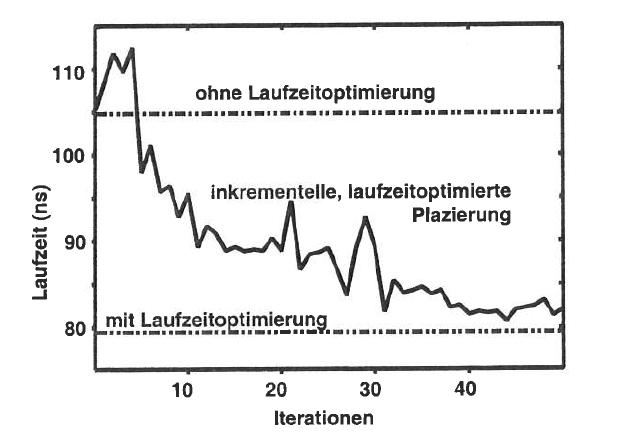 110
ohne Laufzeitoptimierung
100
inkrementelle, laufzeitoptimierte
Plazierung
90
Laufzeit (ns)
mit Laufzeitoptimierung
80
10 20 30 40
Iterationen